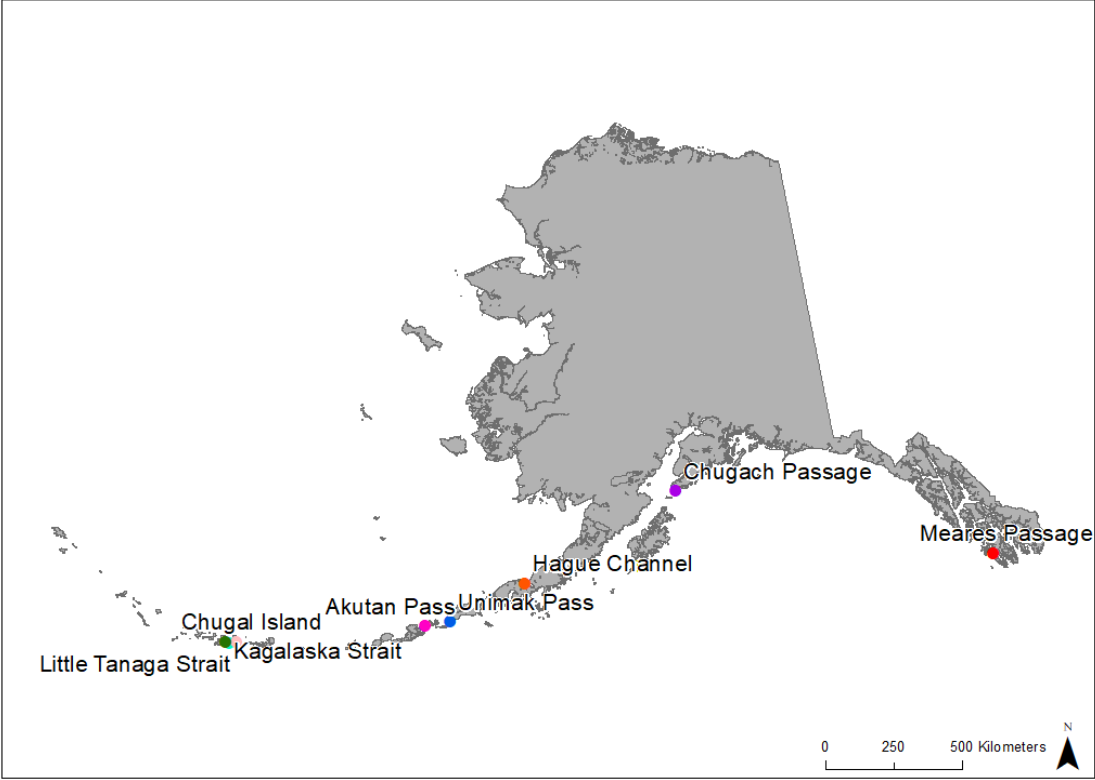 Chugach Passage
Meares Passage
Hague Channel
Akutan Pass
Unimak Pass
Chugal Island
Kagalaska Strait
Little Tanaga Strait
N
0 250 500 Kilometers